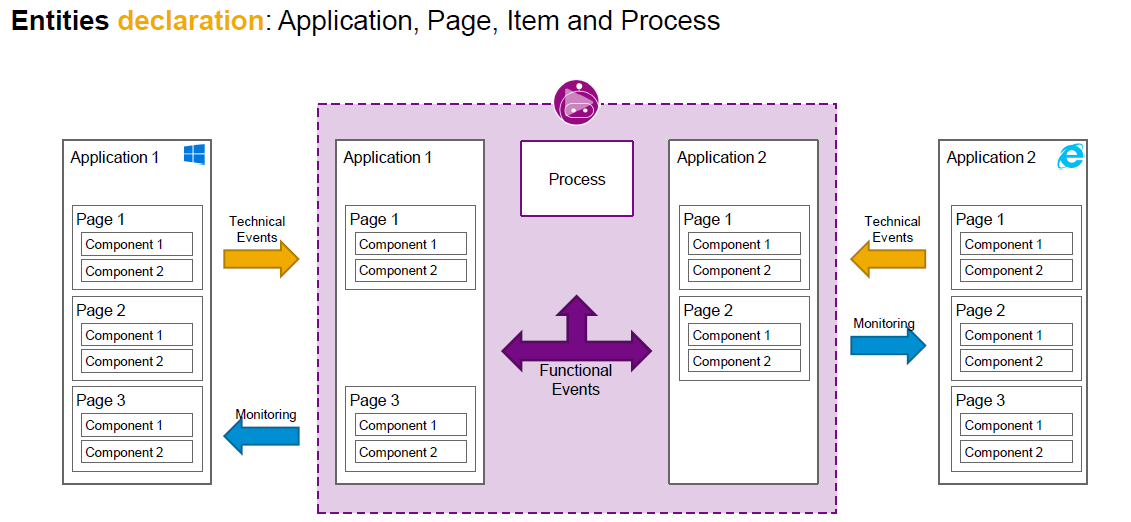 Entities declaration: Application, Page, Item and Process
Application 1
Page 1
Component 1
Component 2
Page 2
Component 1
Component 2
Page 3
Component 1
Component 2
Technical
Events
Monitoring
Application 1
Page 1
Component 1
Component 2
Page 3
Component 1
Component 2
Process
Functional
Events
Application 2
Page 1
Component 1
Component 2
Page 2
Component 1
Component 2
Technical
Events
Monitoring
Application 2
Page 1
Component 1
Component 2
Page 2
Component 1
Component 2
Page 3
Component 1
Component 2